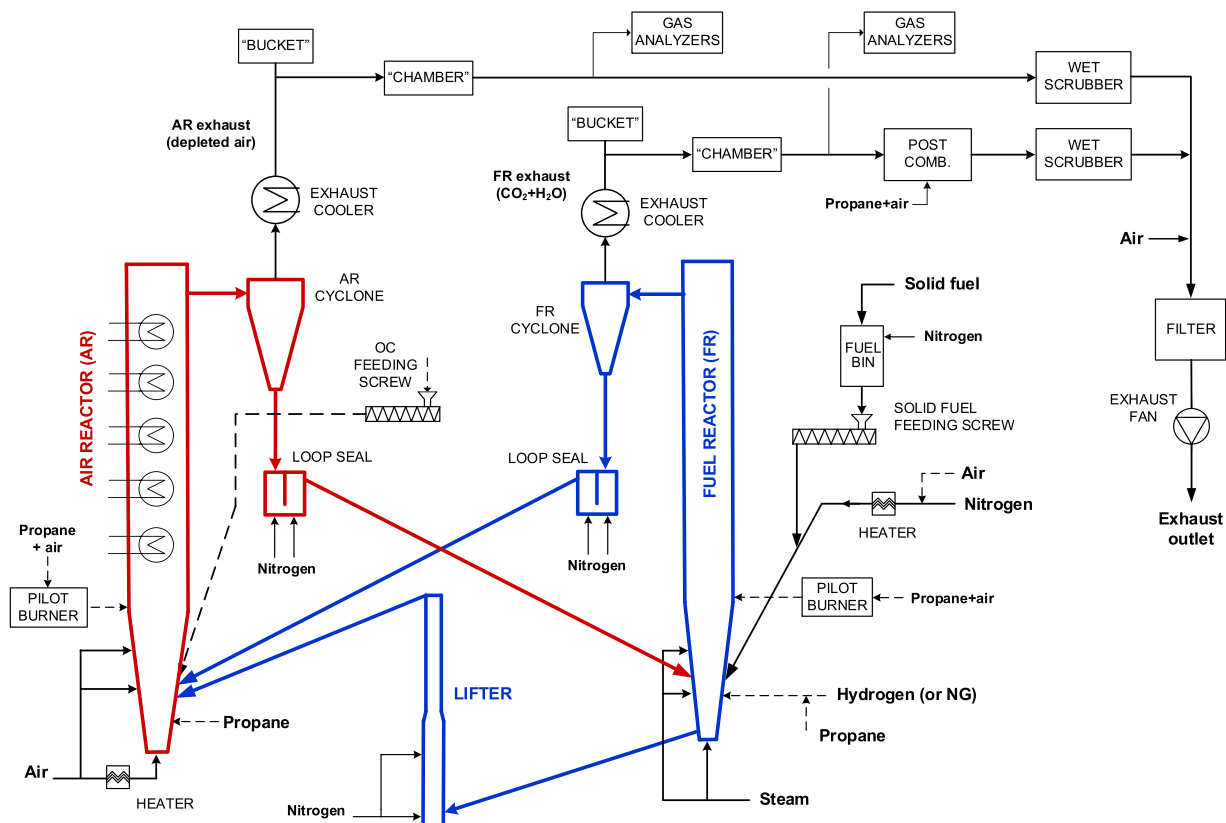 GAS
ANALYZERS
GAS
ANALYZERS
“BUCKET”
“CHAMBER”
WET
SCRUBBER
AR exhaust
(depleted air)
“BUCKET”
“CHAMBER”
POST
COMB.
WET
SCRUBBER
EXHAUST
COOLER
FR exhaust
(CO₂+H₂O)
EXHAUST
COOLER
Propane+air
Air
AR
CYCLONE
FR
CYCLONE
Solid fuel
FUEL
BIN
Nitrogen
FILTER
AIR REACTOR (AR)
OC
FEEDING
SCREW
FUEL REACTOR (FR)
SOLID FUEL
FEEDING SCREW
EXHAUST
FAN
LOOP SEAL
LOOP SEAL
Air
Nitrogen
HEATER
Exhaust
outlet
Propane
+ air
Nitrogen
Nitrogen
PILOT
BURNER
PILOT
BURNER
Propane+air
LIFTER
Hydrogen (or NG)
Propane
Propane
Air
HEATER
Nitrogen
Steam